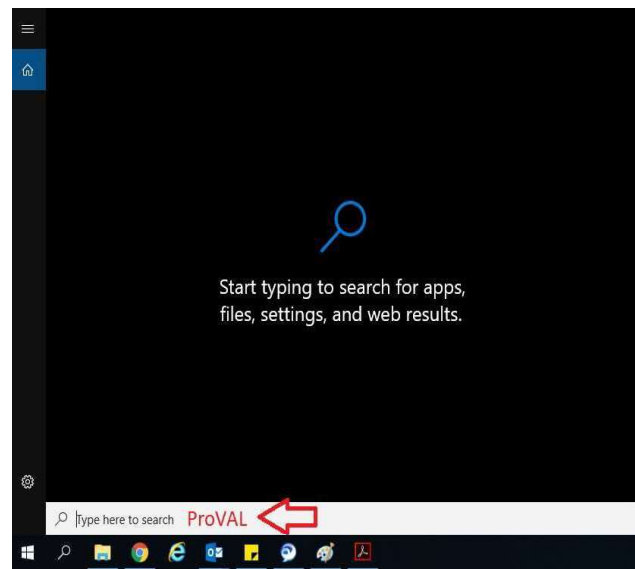 Start typing to search for apps,
files, settings, and web results.
Type here to search ProVAL